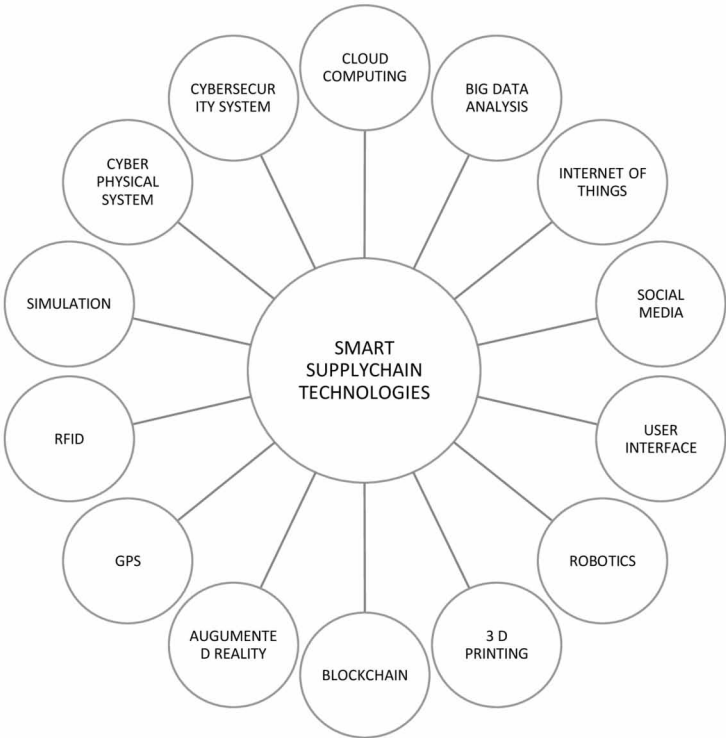 CLOUD
COMPUTING
BIG DATA
ANALYSIS
INTERNET OF
THINGS
SOCIAL
MEDIA
USER
INTERFACE
ROBOTICS
3 D
PRINTING
BLOCKCHAIN
AUGUMENTE
D REALITY
GPS
RFID
SIMULATION
CYBER
PHYSICAL
SYSTEM
CYBERSECUR
ITY SYSTEM
SMART
SUPPLYCHAIN
TECHNOLOGIES